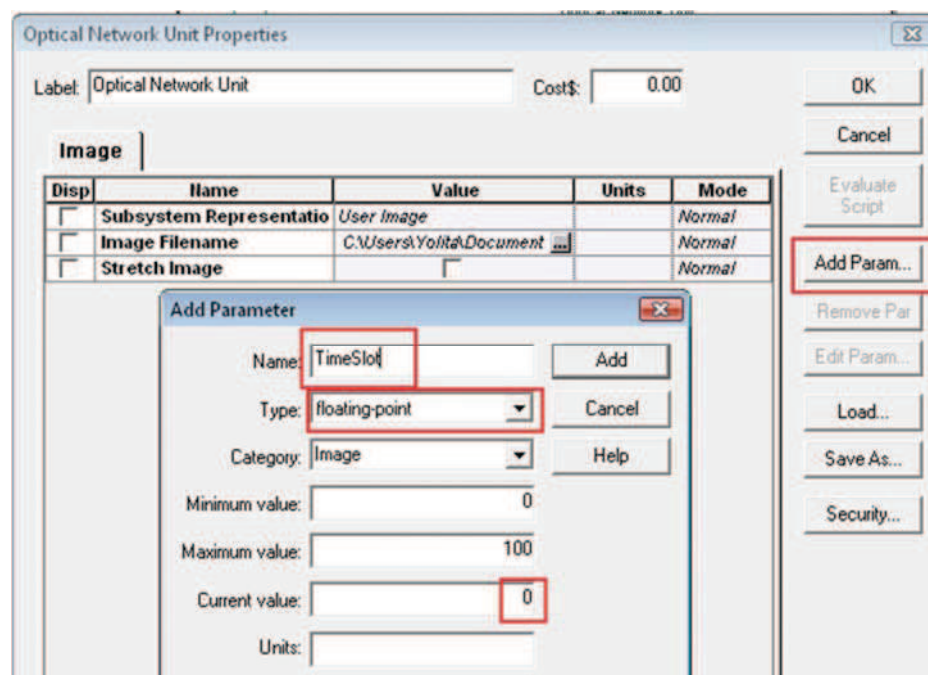 Optical Network Unit Properties
Label: Optical Network Unit Cost$: 0.00
OK
Cancel
Evaluate Script
Add Param...
Remove Par
Edit Param...
Load...
Save As...
Security...
Image
Disp Name Value Units Mode
Subsystem Representatio User Image Normal
Image Filename C:\Users\Yolita\Document ... Normal
Stretch Image Normal
Add Parameter
Name: TimeSlot Add
Type: floating-point Cancel
Category: Image Help
Minimum value: 0
Maximum value: 100
Current value: 0
Units: